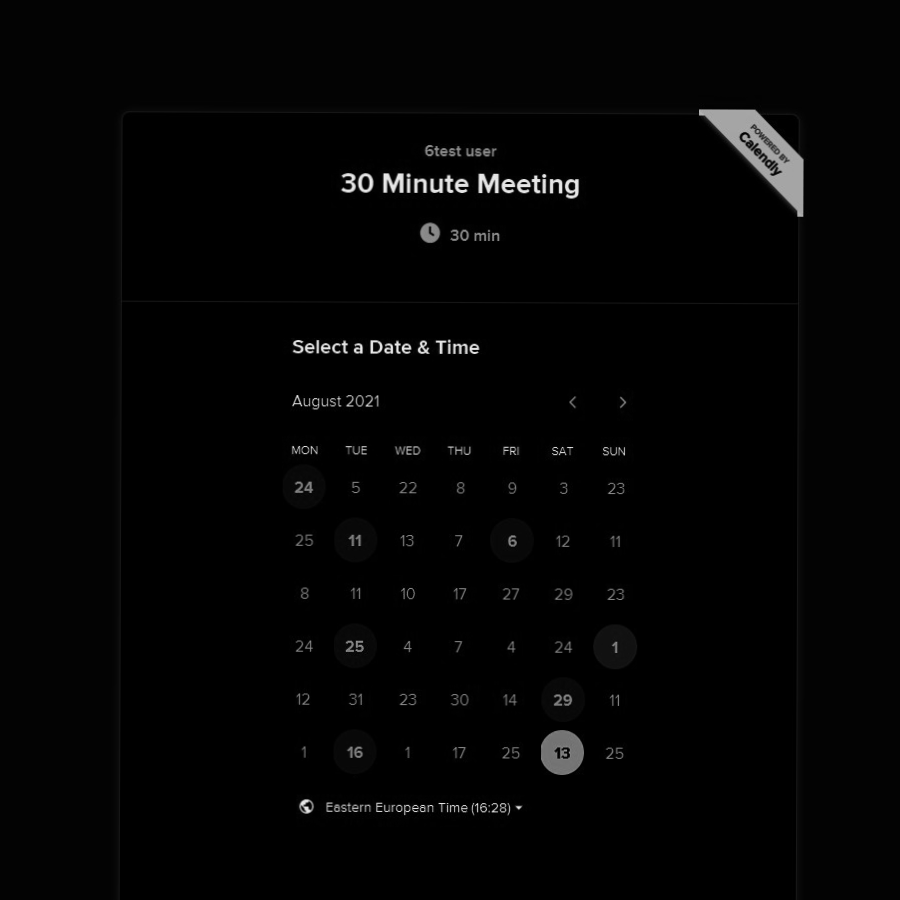 POWERED BY
Calendly
6test user
30 Minute Meeting
30 min
Select a Date & Time
August 2021
MON TUE WED THU FRI SAT SUN
24 5 22 8 9 3 23
25 11 13 7 6 12 11
8 11 10 17 27 29 23
24 25 4 7 4 24 1
12 31 23 30 14 29 11
1 16 1 17 25 13 25
Eastern European Time (16:28)